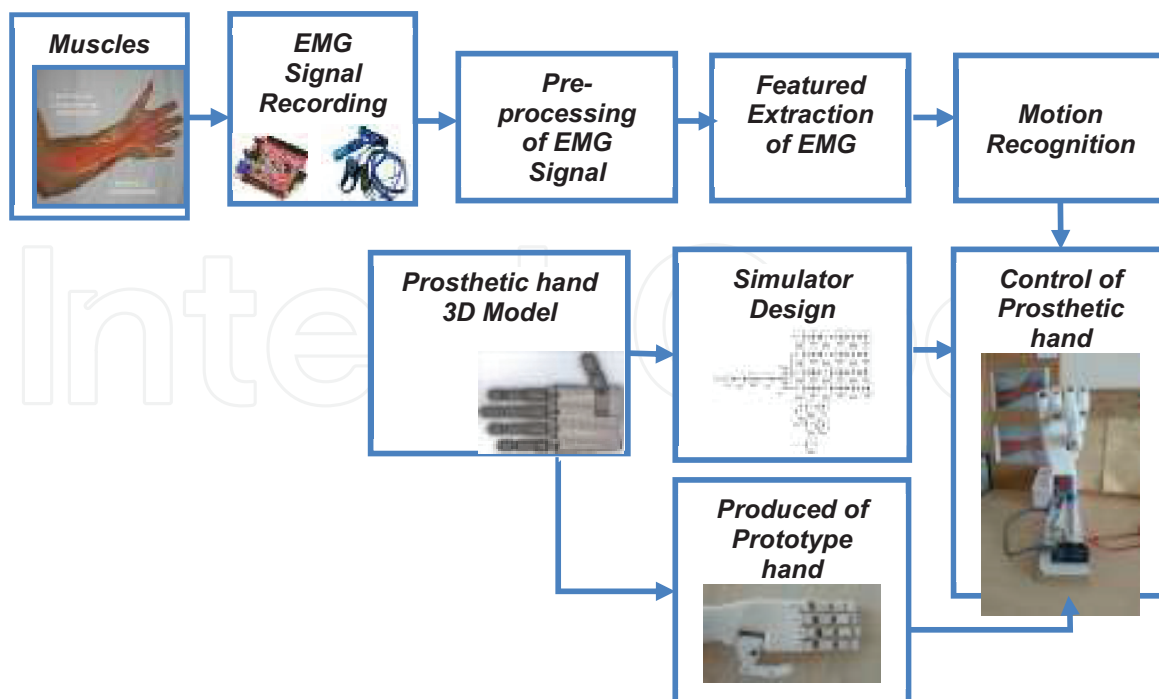 Muscles
EMG
Signal
Recording
Pre-
processing
of EMG
Signal
Featured
Extraction
of EMG
Motion
Recognition
Prosthetic hand
3D Model
Simulator
Design
Control of
Prosthetic
hand
Produced of
Prototype
hand